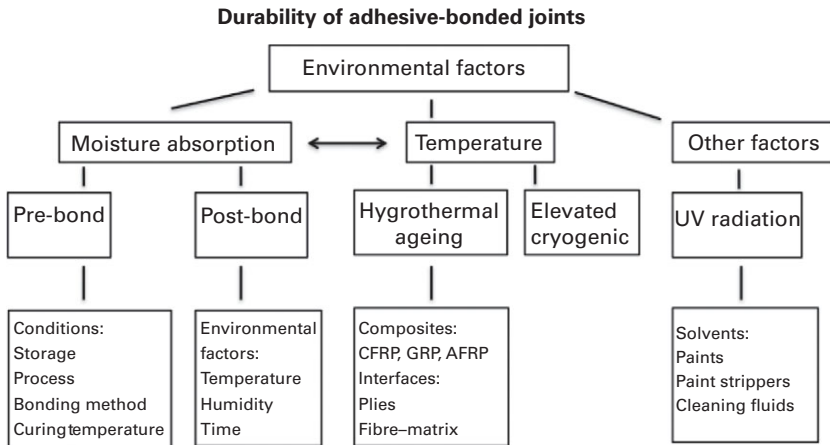 Durability of adhesive-bonded joints
Environmental factors
Moisture absorption
Temperature
Other factors
Pre-bond
Post-bond
Hygrothermal
ageing
Elevated
cryogenic
UV radiation
Conditions:
Storage
Process
Bonding method
Curingtemperature
Environmental
factors:
Temperature
Humidity
Time
Composites:
CFRP, GRP, AFRP
Interfaces:
Plies
Fibre–matrix
Solvents:
Paints
Paint strippers
Cleaning fluids